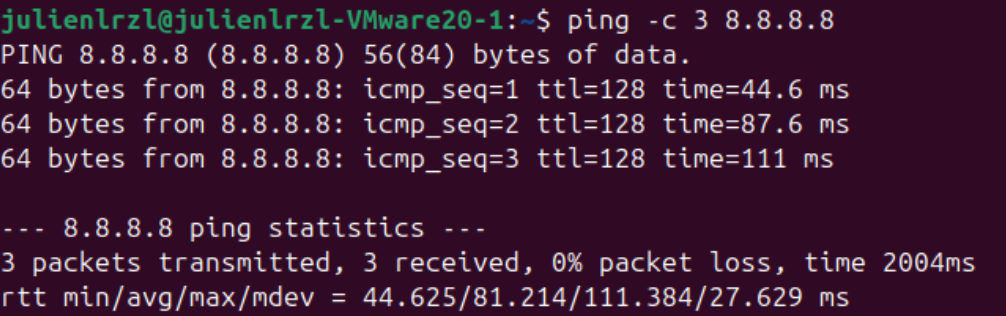 julienlrzl@julienlrzl-VMware20-1:~$ ping -c 3 8.8.8.8
PING 8.8.8.8 (8.8.8.8) 56(84) bytes of data.
64 bytes from 8.8.8.8: icmp_seq=1 ttl=128 time=44.6 ms
64 bytes from 8.8.8.8: icmp_seq=2 ttl=128 time=87.6 ms
64 bytes from 8.8.8.8: icmp_seq=3 ttl=128 time=111 ms
--- 8.8.8.8 ping statistics ---
3 packets transmitted, 3 received, 0% packet loss, time 2004ms
rtt min/avg/max/mdev = 44.625/81.214/111.384/27.629 ms